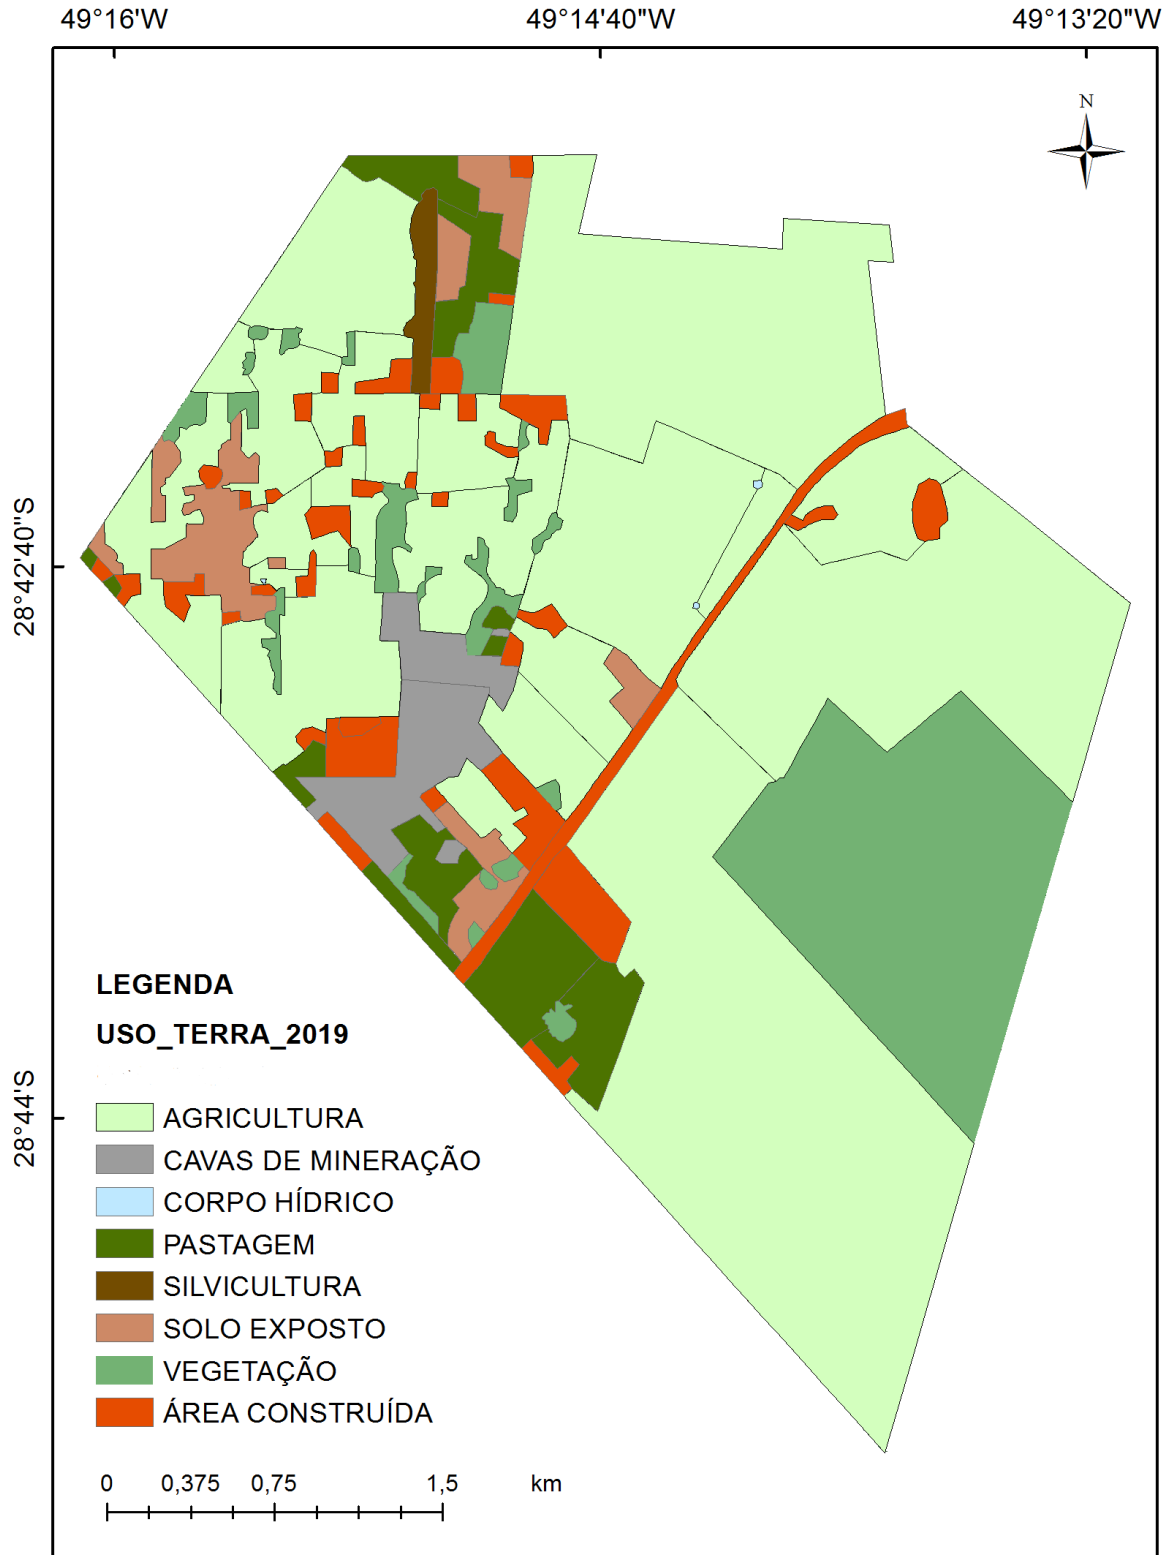 49°16'W 49°14'40"W 49°13'20"W
N
28°42'40"S
28°44'S
LEGENDA
USO_TERRA_2019
AGRICULTURA
CAVAS DE MINERAÇÃO
CORPO HÍDRICO
PASTAGEM
SILVICULTURA
SOLO EXPOSTO
VEGETAÇÃO
ÁREA CONSTRUÍDA
0 0,375 0,75 1,5 km